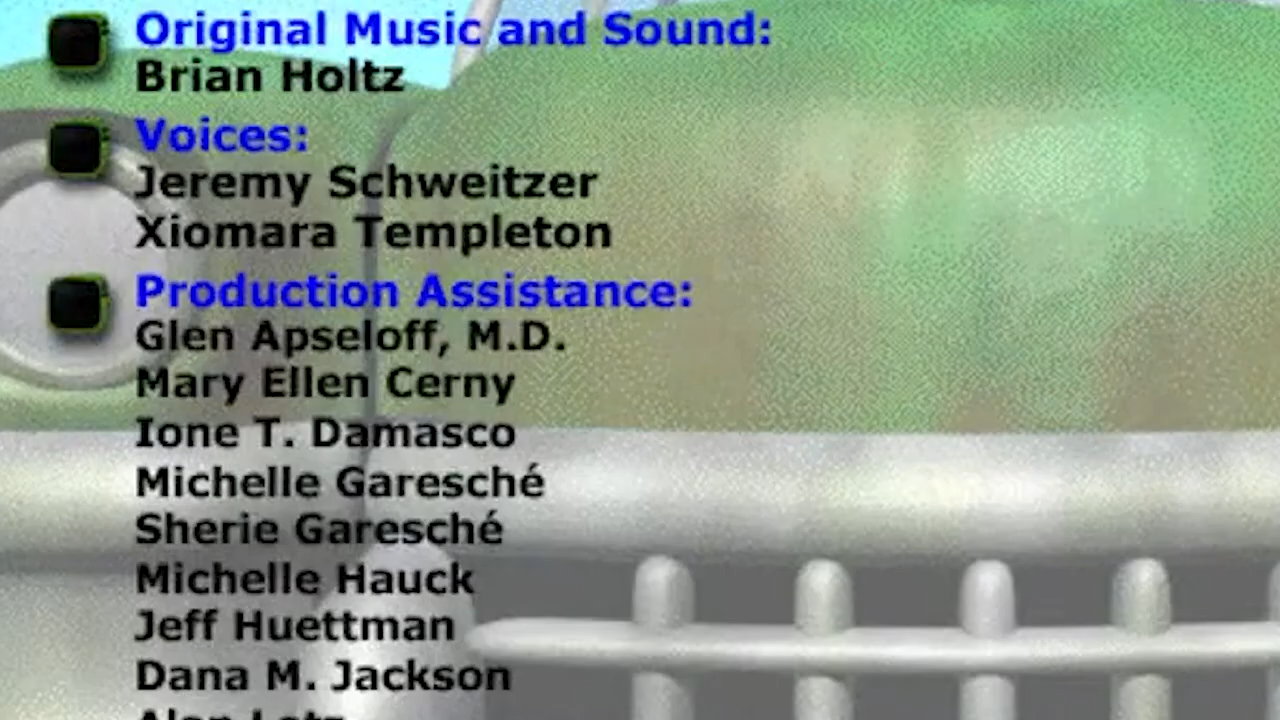 Original Music and Sound:
Brian Holtz
Voices:
Jeremy Schweitzer
Xiomara Templeton
Production Assistance:
Glen Apseloff, M.D.
Mary Ellen Cerny
Ione T. Damasco
Michelle Garesché
Sherie Garesché
Michelle Hauck
Jeff Huettman
Dana M. Jackson